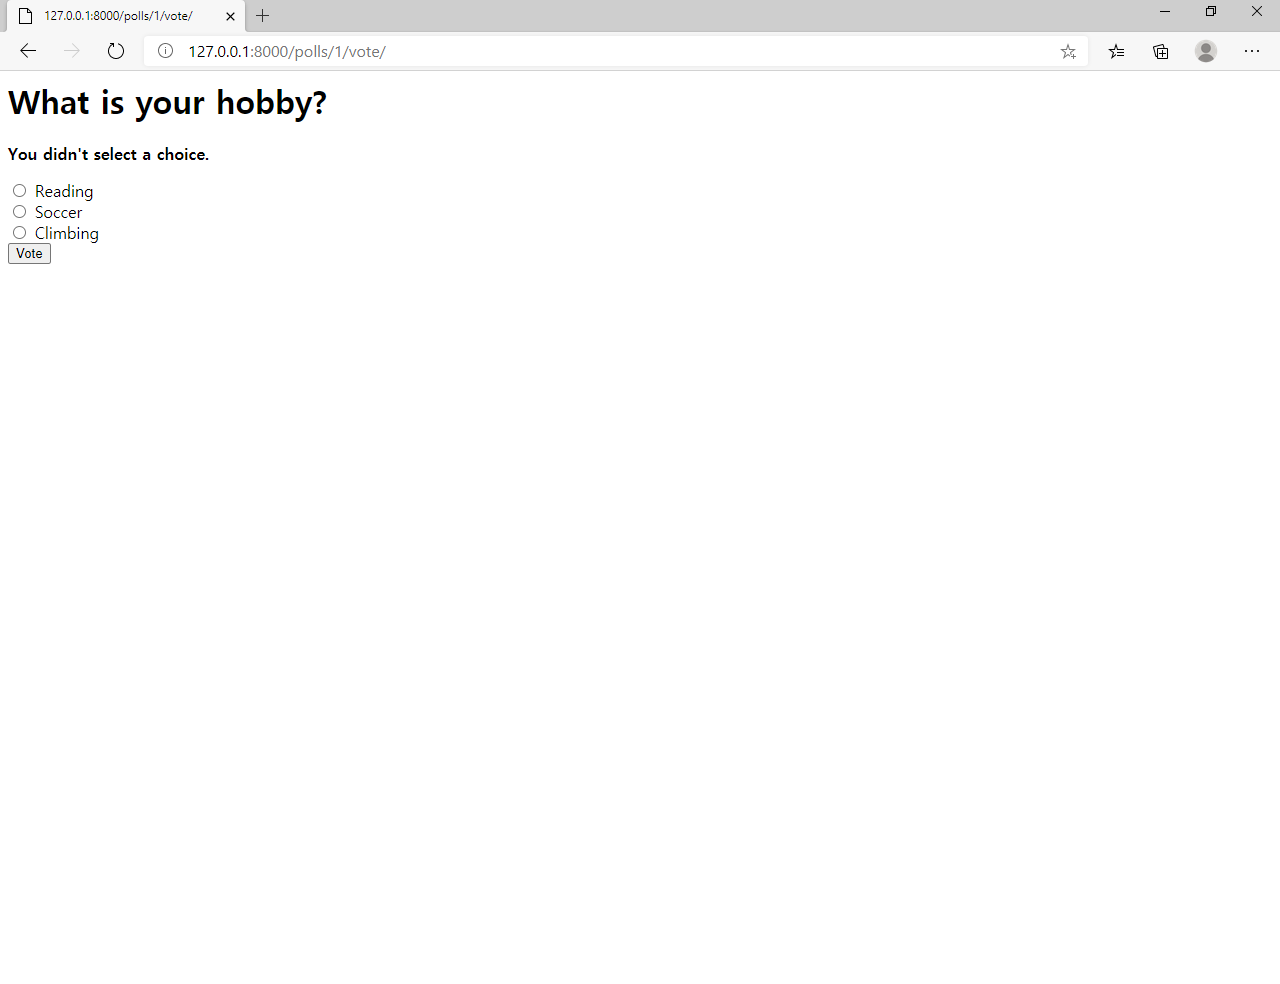 127.0.0.1:8000/polls/1/vote/
127.0.0.1:8000/polls/1/vote/
What is your hobby?
You didn't select a choice.
Reading
Soccer
Climbing
Vote